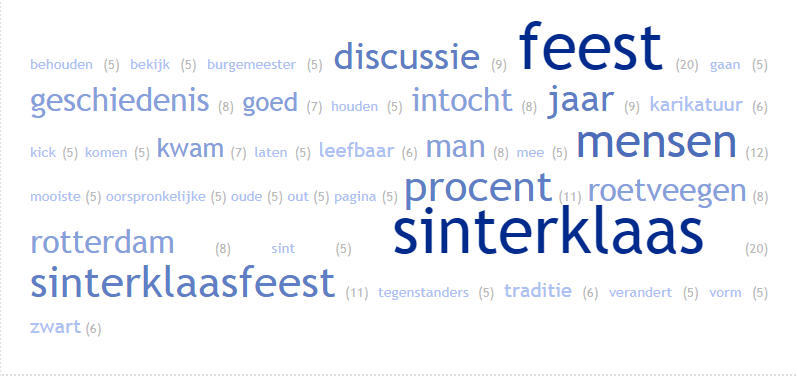 behouden (5) bekijk (5) burgemeester (5) discussie (9) feest (20) gaan (5)
geschiedenis (8) goed (7) houden (5) intocht (8) jaar (9) karikatuur (6)
kick (5) komen (5) kwam (7) laten (5) leefbaar (6) man (8) mee (5) mensen (12)
mooiste (5) oorspronkelijke (5) oude (5) out (5) pagina (5) procent (11) roetveegen (8)
rotterdam (8) sint (5) sinterklaas (20)
sinterklaasfeest (11) tegenstanders (5) traditie (6) verandert (5) vorm (5)
zwart (6)